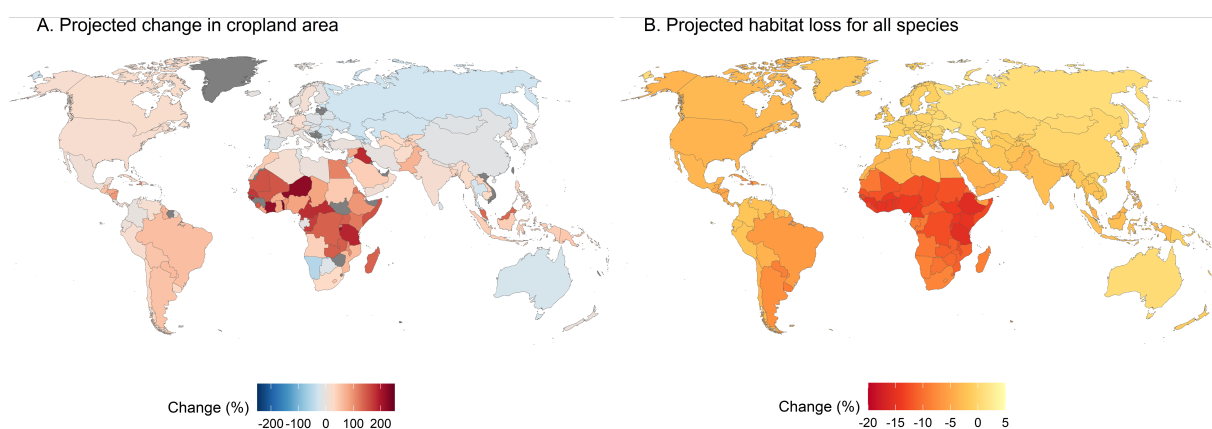 A. Projected change in cropland area
B. Projected habitat loss for all species
Change (%)
-200 -100 0 100 200
Change (%)
-20 -15 -10 -5 0 5